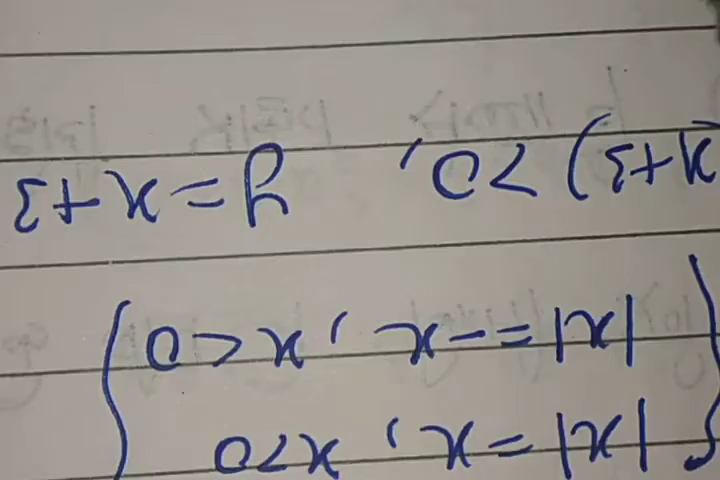 {|x| = x, x>0
|x| = -x, x<0}
x+3) >0, y = x+3